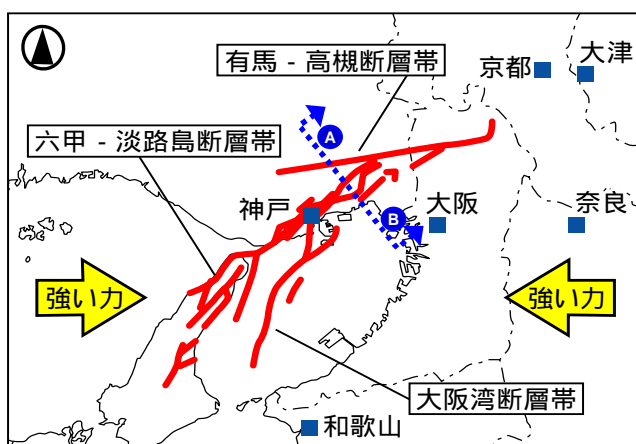 有馬 - 高槻断層帯
京都
大津
A
六甲 - 淡路島断層帯
神戸
B
大阪
奈良
強い力
強い力
大阪湾断層帯
和歌山